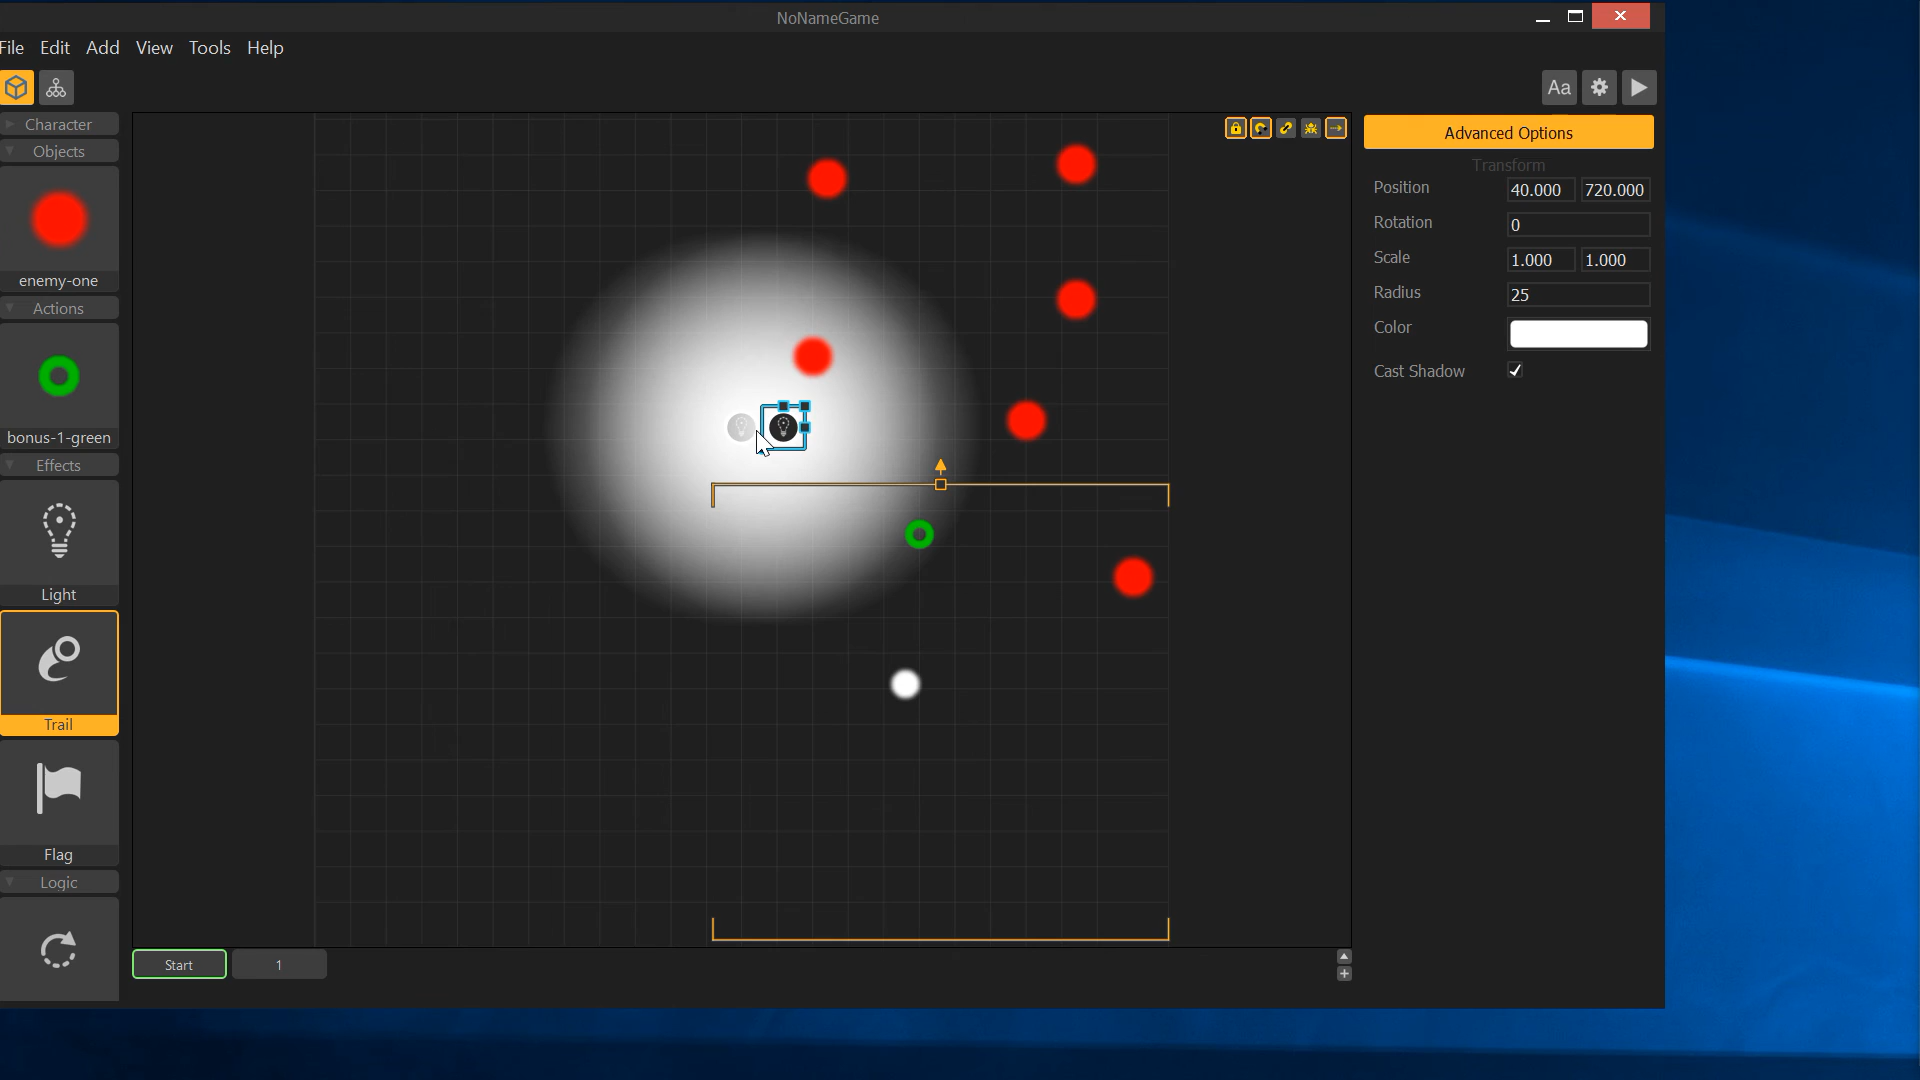 NoNameGame
File Edit Add View Tools Help
Aa
Character
Objects
enemy-one
Actions
bonus-1-green
Effects
Light
Trail
Flag
Logic
Advanced Options
Transform
Position 40.000 720.000
Rotation 0
Scale 1.000 1.000
Radius 25
Color
Cast Shadow
Start 1